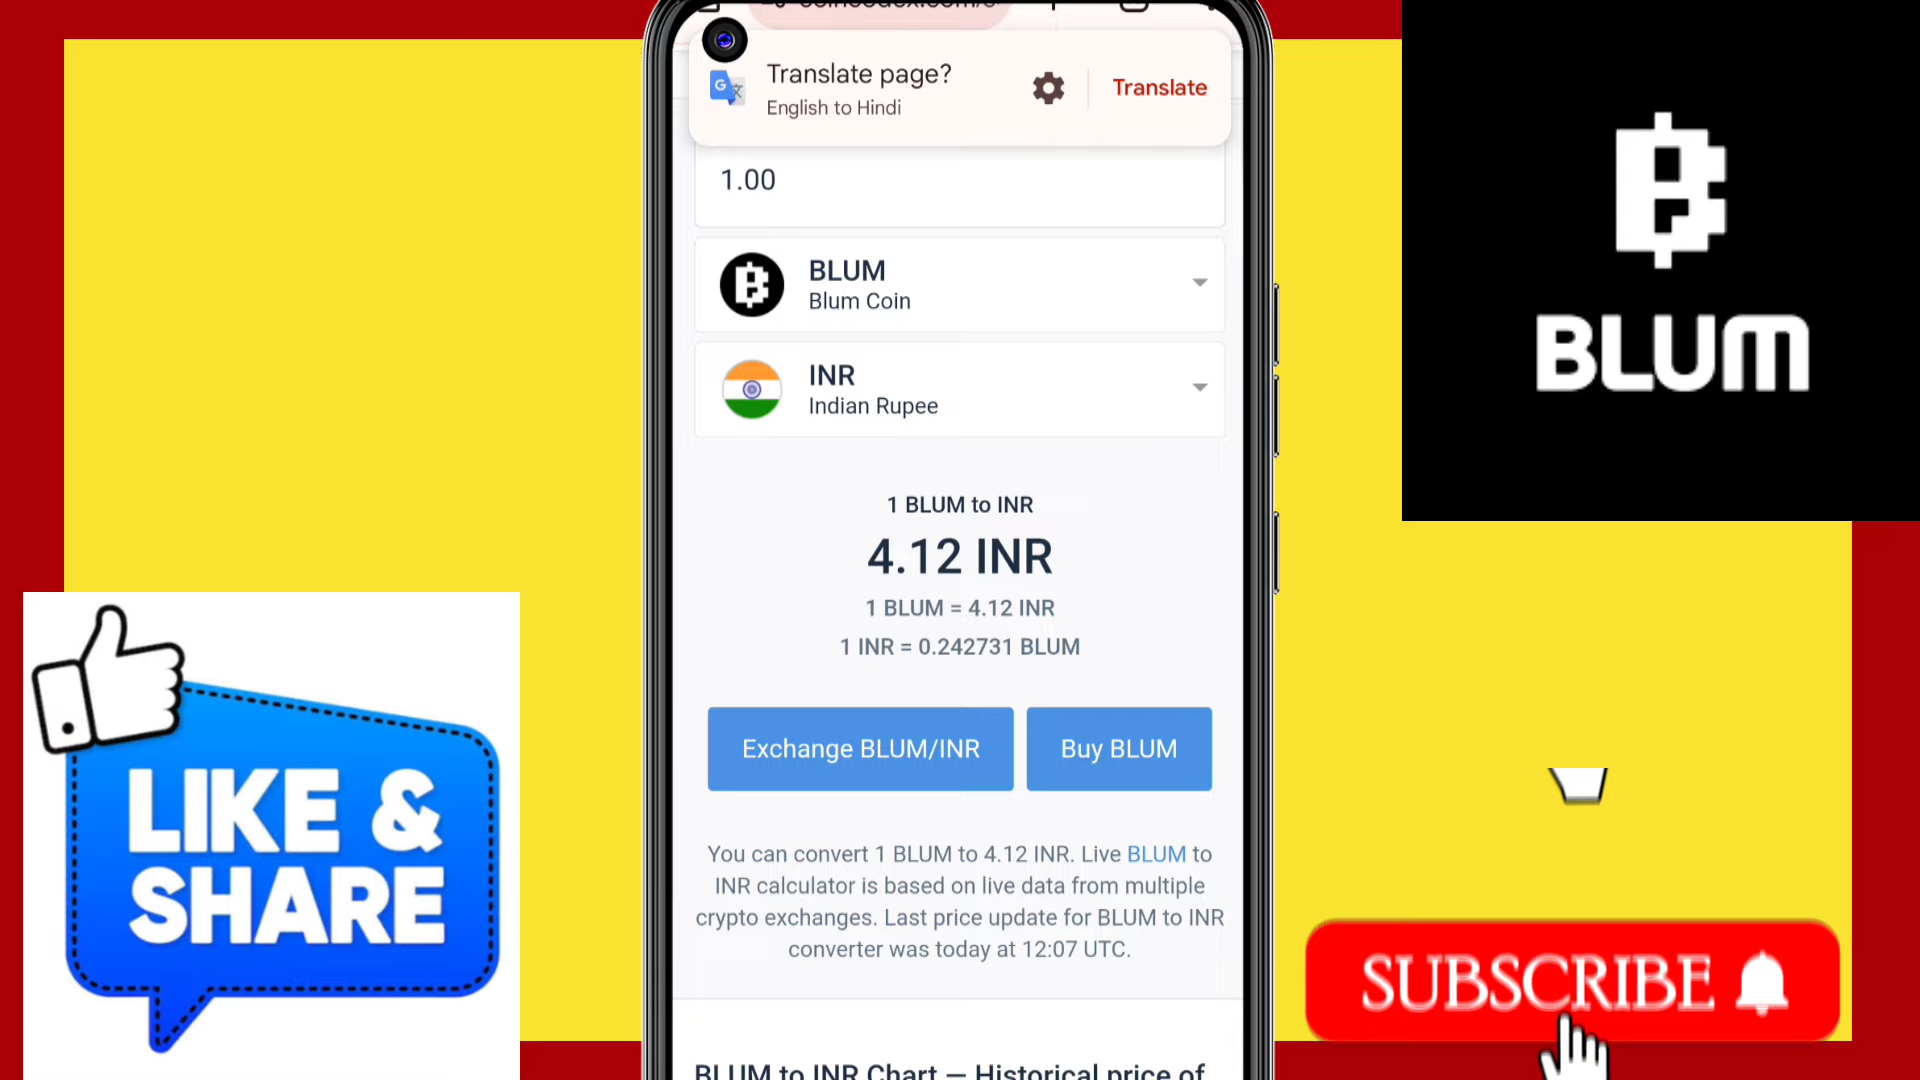 Translate page?
English to Hindi
Translate
1.00
BLUM
Blum Coin
INR
Indian Rupee
1 BLUM to INR
4.12 INR
1 BLUM = 4.12 INR
1 INR = 0.242731 BLUM
Exchange BLUM/INR
Buy BLUM
You can convert 1 BLUM to 4.12 INR. Live BLUM to
INR calculator is based on live data from multiple
crypto exchanges. Last price update for BLUM to INR
converter was today at 12:07 UTC.
BLUM to INR Chart — Historical price of
BLUM
LIKE &
SHARE
SUBSCRIBE